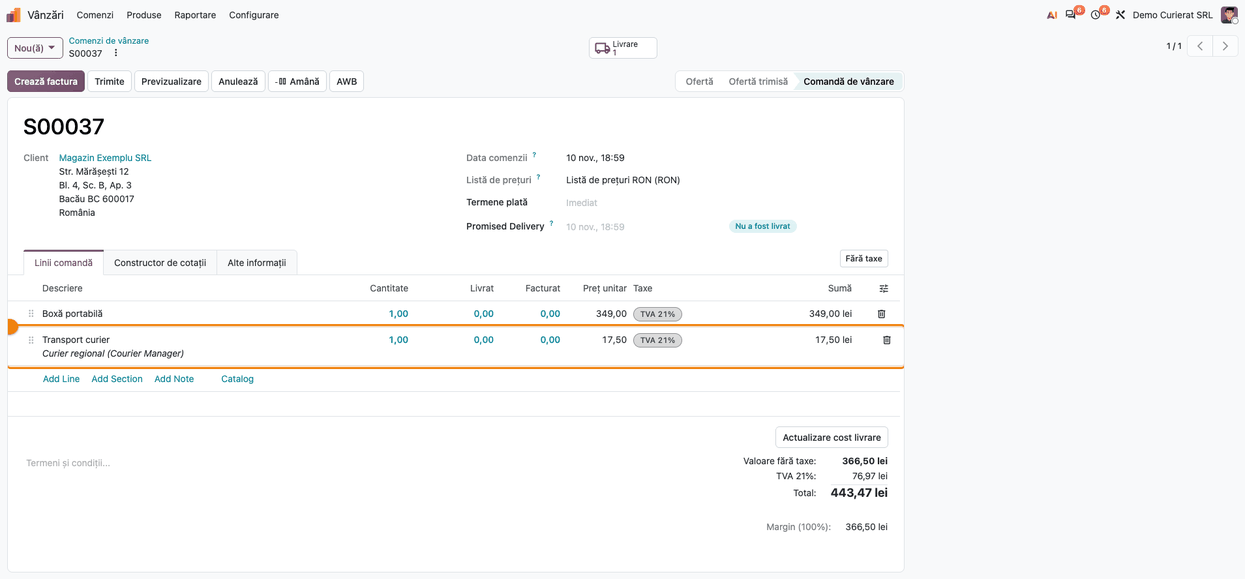 Vânzări Comenzi Produse Raportare Configurare AI 6 6 Demo Curierat SRL
Nou(ă) Comenzi de vânzare
S00037
Livrare
1
1 / 1
Crează factura Trimite Previzualizare Anulează Amână AWB Ofertă Ofertă trimisă Comandă de vânzare
S00037
Client Magazin Exemplu SRL
Str. Mărășești 12
Bl. 4, Sc. B, Ap. 3
Bacău BC 600017
România
Data comenzii ? 10 nov., 18:59
Listă de prețuri ? Listă de prețuri RON (RON)
Termene plată Imediat
Promised Delivery ? 10 nov., 18:59 Nu a fost livrat
Linii comandă Constructor de cotații Alte informații Fără taxe
Descriere Cantitate Livrat Facturat Preț unitar Taxe Sumă
Boxă portabilă 1,00 0,00 0,00 349,00 TVA 21% 349,00 lei
Transport curier 1,00 0,00 0,00 17,50 TVA 21% 17,50 lei
Curier regional (Courier Manager)
Add Line Add Section Add Note Catalog
Actualizare cost livrare
Termeni și condiții...
Valoare fără taxe: 366,50 lei
TVA 21%: 76,97 lei
Total: 443,47 lei
Margin (100%): 366,50 lei